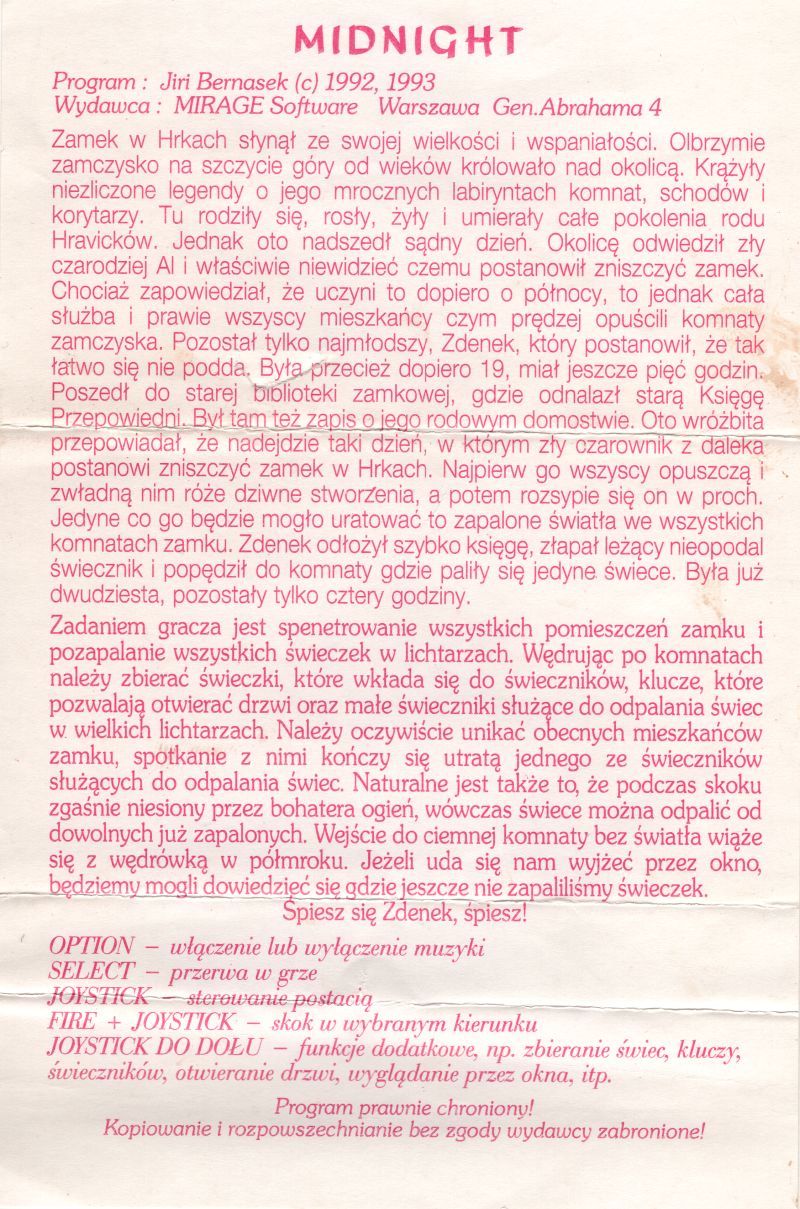 MIDNIGHT
Program : Jiri Bernasek (c) 1992, 1993
Wydawca : MIRAGE Software Warszawa Gen.Abrahama 4
Zamek w Hrkach słynął ze swojej wielkości i wspaniałości. Olbrzymie
zamczysko na szczycie góry od wieków królowało nad okolicą. Krążyły
niezliczone legendy o jego mrocznych labiryntach komnat, schodów i
korytarzy. Tu rodziły się, rosły, żyły i umierały całe pokolenia rodu
Hravicków. Jednak oto nadszedł sądny dzień. Okolicę odwiedził zły
czarodziej Al i właściwie niewidzieć czemu postanowił zniszczyć zamek.
Chociaż zapowiedział, że uczyni to dopiero o północy, to jednak cała
służba i prawie wszyscy mieszkańcy czym prędzej opuścili komnaty
zamczyska. Pozostał tylko najmłodszy, Zdenek, który postanowił, że tak
łatwo się nie podda. Była przecież dopiero 19, miał jeszcze pięć godzin.
Poszedł do starej biblioteki zamkowej, gdzie odnalazł starą Księgę
Przepowiedni. Był tam też zapis o jego rodowym domostwie. Oto wróżbita
przepowiadał, że nadejdzie taki dzień, w którym zły czarownik z daleka
postanowi zniszczyć zamek w Hrkach. Najpierw go wszyscy opuszczą i
zwładną nim róże dziwne stworzenia, a potem rozsypie się on w proch.
Jedyne co go będzie mogło uratować to zapalone światła we wszystkich
komnatach zamku. Zdenek odłożył szybko księgę, złapał leżący nieopodal
świecznik i popędził do komnaty gdzie paliły się jedyne świece. Była już
dwudziesta, pozostały tylko cztery godziny.
Zadaniem gracza jest spenetrowanie wszystkich pomieszczeń zamku i
pozapalanie wszystkich świeczek w lichtarzach. Wędrując po komnatach
należy zbierać świeczki, które wkłada się do świeczników, klucze, które
pozwalają otwierać drzwi oraz małe świeczniki służące do odpalania świec
w wielkich lichtarzach. Należy oczywiście unikać obecnych mieszkańców
zamku, spotkanie z nimi kończy się utratą jednego ze świeczników
służących do odpalania świec. Naturalne jest także to, że podczas skoku
zgaśnie niesiony przez bohatera ogień, wówczas świece można odpalić od
dowolnych już zapalonych. Wejście do ciemnej komnaty bez światła wiąże
się z wędrówką w półmroku. Jeżeli uda się nam wyjżeć przez okno,
będziemy mogli dowiedzięć się gdzie jeszcze nie zapaliliśmy świeczek.
Śpiesz się Zdenek, śpiesz!
OPTION – włączenie lub wyłączenie muzyki
SELECT – przerwa w grze
JOYSTICK – sterowanie postacią
FIRE + JOYSTICK – skok w wybranym kierunku
JOYSTICK DO DOŁU – funkcje dodatkowe, np. zbieranie świec, kluczy,
świeczników, otwieranie drzwi, wyglądanie przez okna, itp.
Program prawnie chroniony!
Kopiowanie i rozpowszechnianie bez zgody wydawcy zabronione!